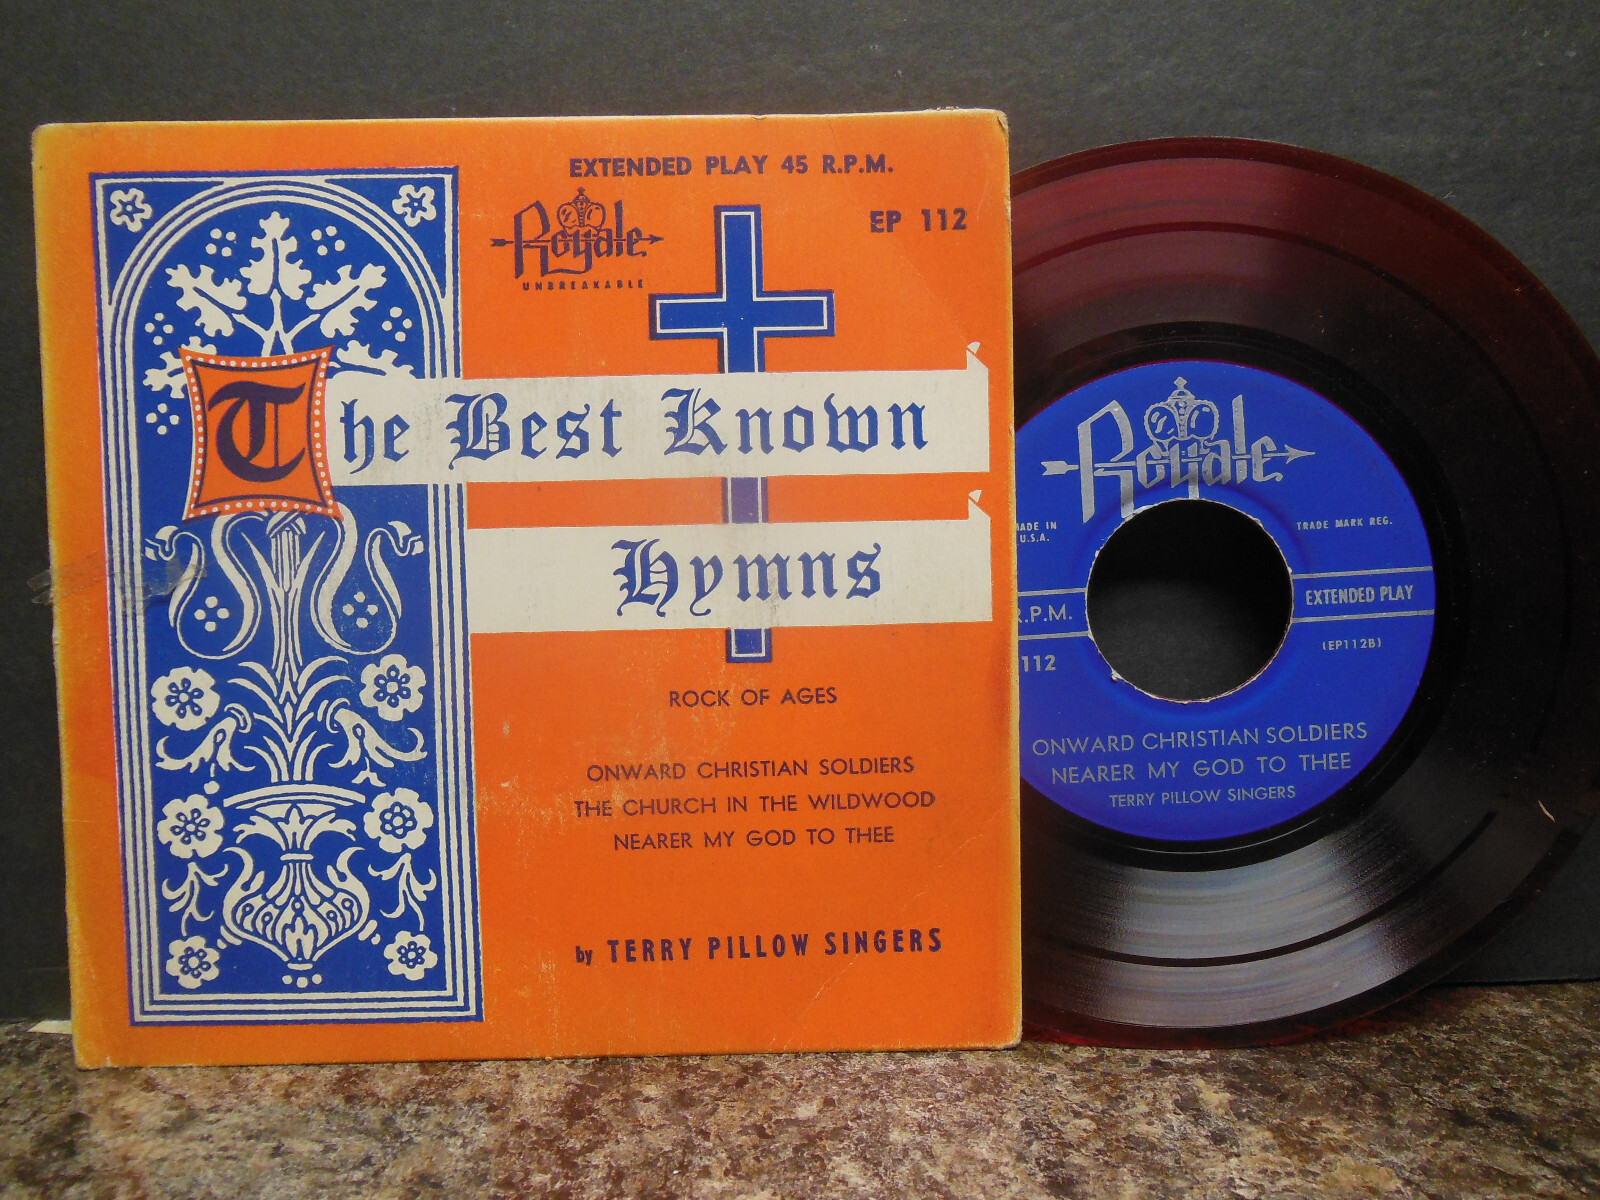 EXTENDED PLAY 45 R.P.M.
Royale
UNBREAKABLE
EP 112
The Best Known
Hymns
ROCK OF AGES
ONWARD CHRISTIAN SOLDIERS
THE CHURCH IN THE WILDWOOD
NEARER MY GOD TO THEE
by TERRY PILLOW SINGERS
Royale
MADE IN
U.S.A.
TRADE MARK REG.
R.P.M.
EXTENDED PLAY
112
(EP112B)
ONWARD CHRISTIAN SOLDIERS
NEARER MY GOD TO THEE
TERRY PILLOW SINGERS